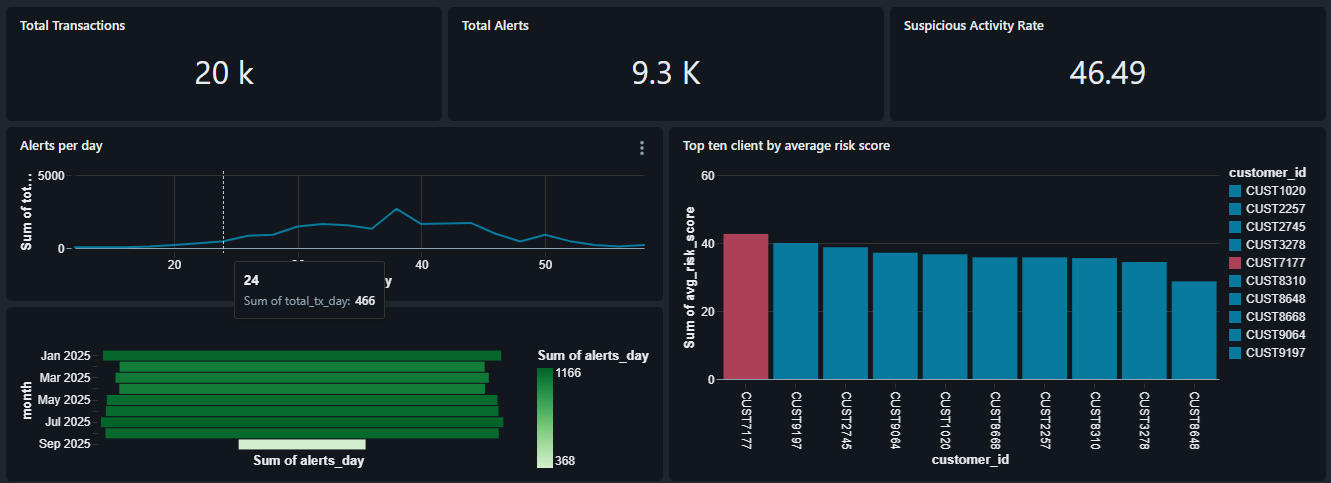 Total Transactions
20 k
Total Alerts
9.3 K
Suspicious Activity Rate
46.49
Alerts per day
Sum of tot…
5000
0
20
40
50
y
24
Sum of total_tx_day: 466
month
Jan 2025
Mar 2025
May 2025
Jul 2025
Sep 2025
Sum of alerts_day
Sum of alerts_day
1166
368
Top ten client by average risk score
Sum of avg_risk_score
60
40
20
0
CUST7177
CUST9197
CUST2745
CUST9064
CUST1020
CUST8668
CUST2257
CUST8310
CUST3278
CUST8648
customer_id
customer_id
CUST1020
CUST2257
CUST2745
CUST3278
CUST7177
CUST8310
CUST8648
CUST8668
CUST9064
CUST9197